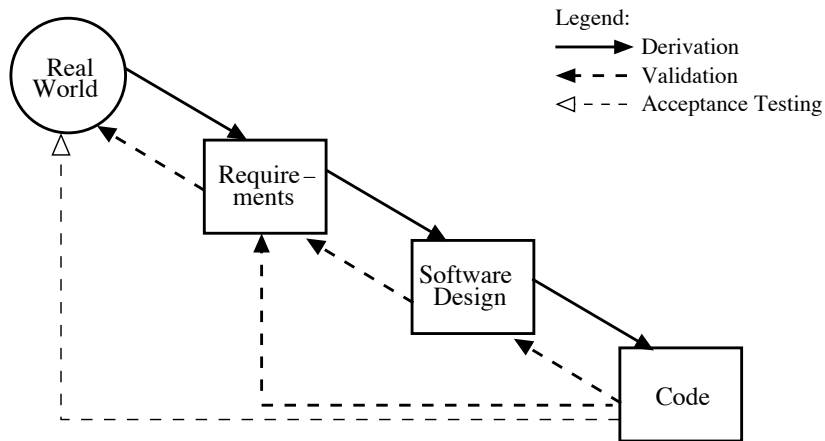 Legend:
Derivation
Validation
Acceptance Testing
Real
World
Require–
ments
Software
Design
Code